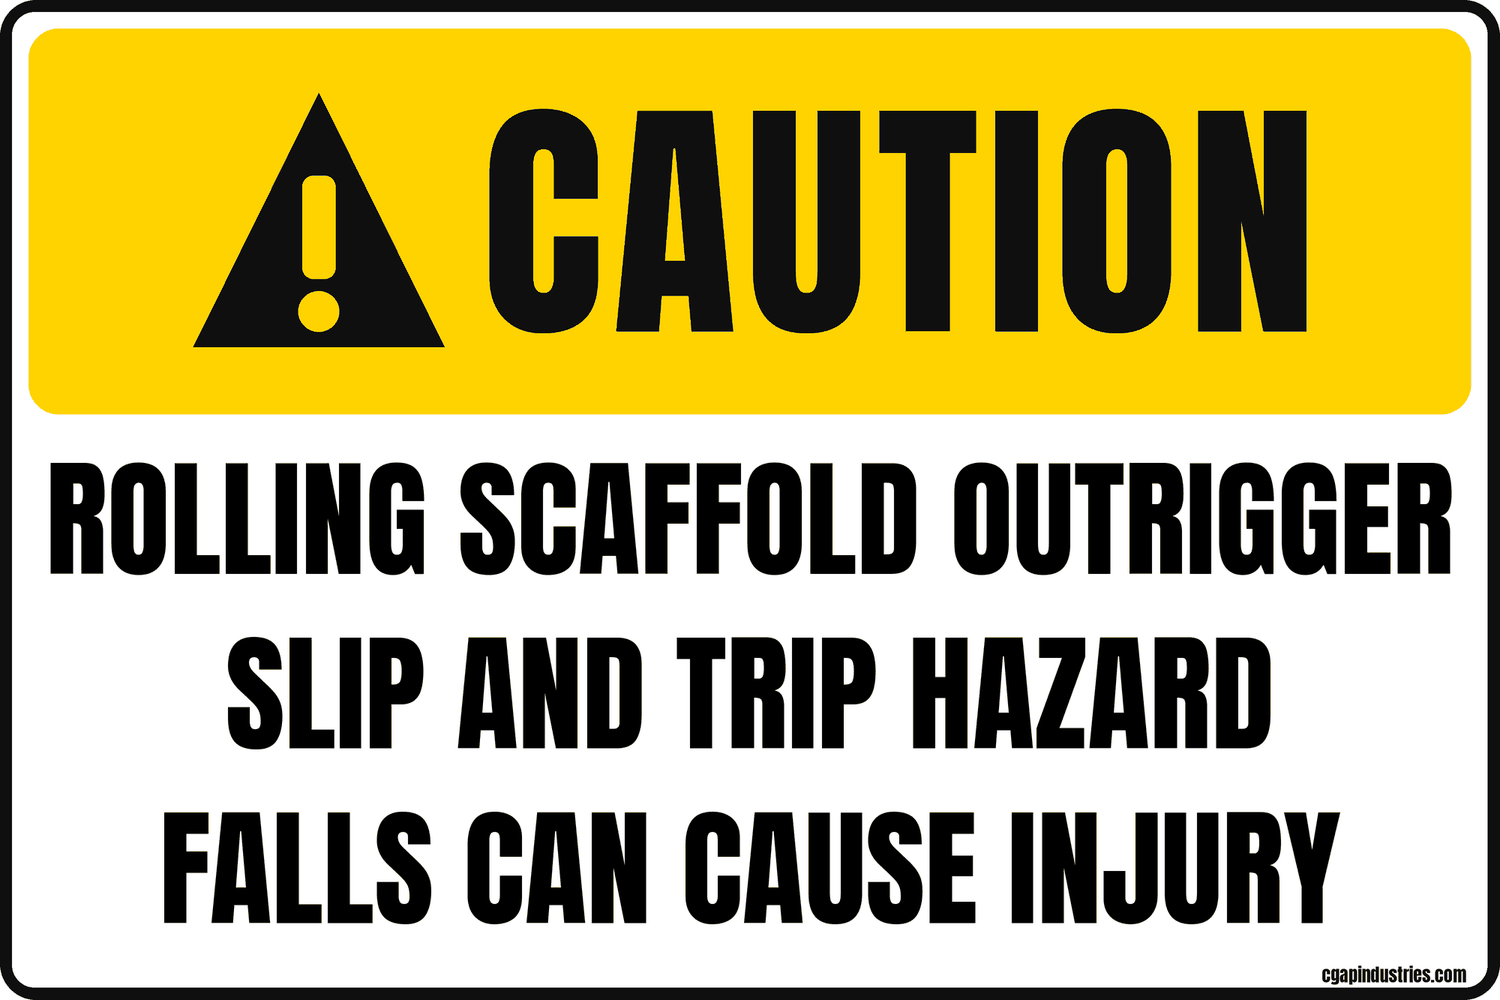 CAUTION
ROLLING SCAFFOLD OUTRIGGER
SLIP AND TRIP HAZARD
FALLS CAN CAUSE INJURY
cgapindustries.com